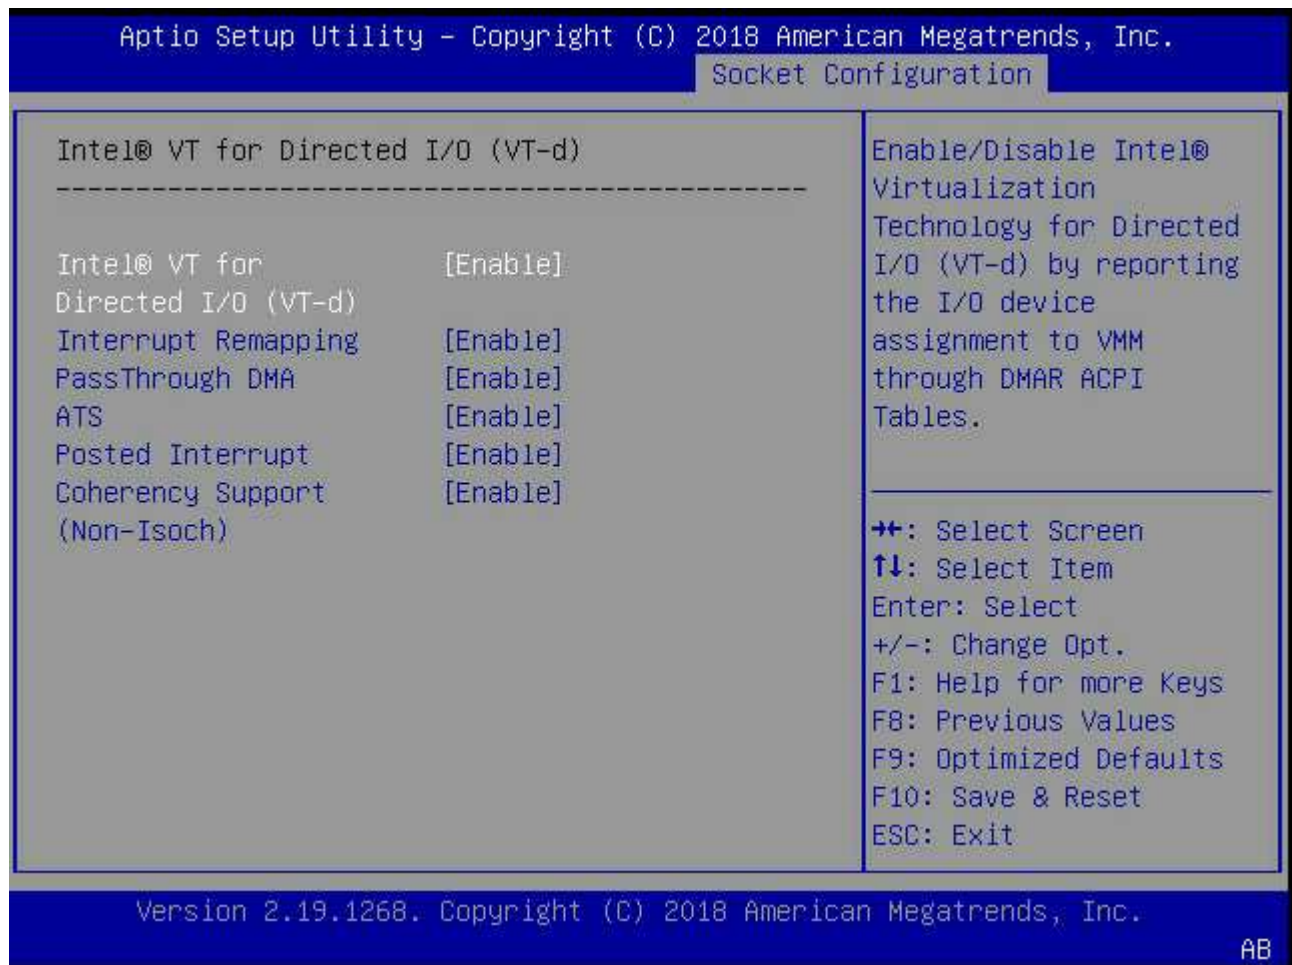 Aptio Setup Utility – Copyright (C) 2018 American Megatrends, Inc.
Socket Configuration
Intel® VT for Directed I/O (VT-d)
-----------------------------------------------
Intel® VT for [Enable]
Directed I/O (VT-d)
Interrupt Remapping [Enable]
PassThrough DMA [Enable]
ATS [Enable]
Posted Interrupt [Enable]
Coherency Support [Enable]
(Non-Isoch)
Enable/Disable Intel®
Virtualization
Technology for Directed
I/O (VT-d) by reporting
the I/O device
assignment to VMM
through DMAR ACPI
Tables.
→←: Select Screen
↑↓: Select Item
Enter: Select
+/-: Change Opt.
F1: Help for more Keys
F8: Previous Values
F9: Optimized Defaults
F10: Save & Reset
ESC: Exit
Version 2.19.1268. Copyright (C) 2018 American Megatrends, Inc.
AB